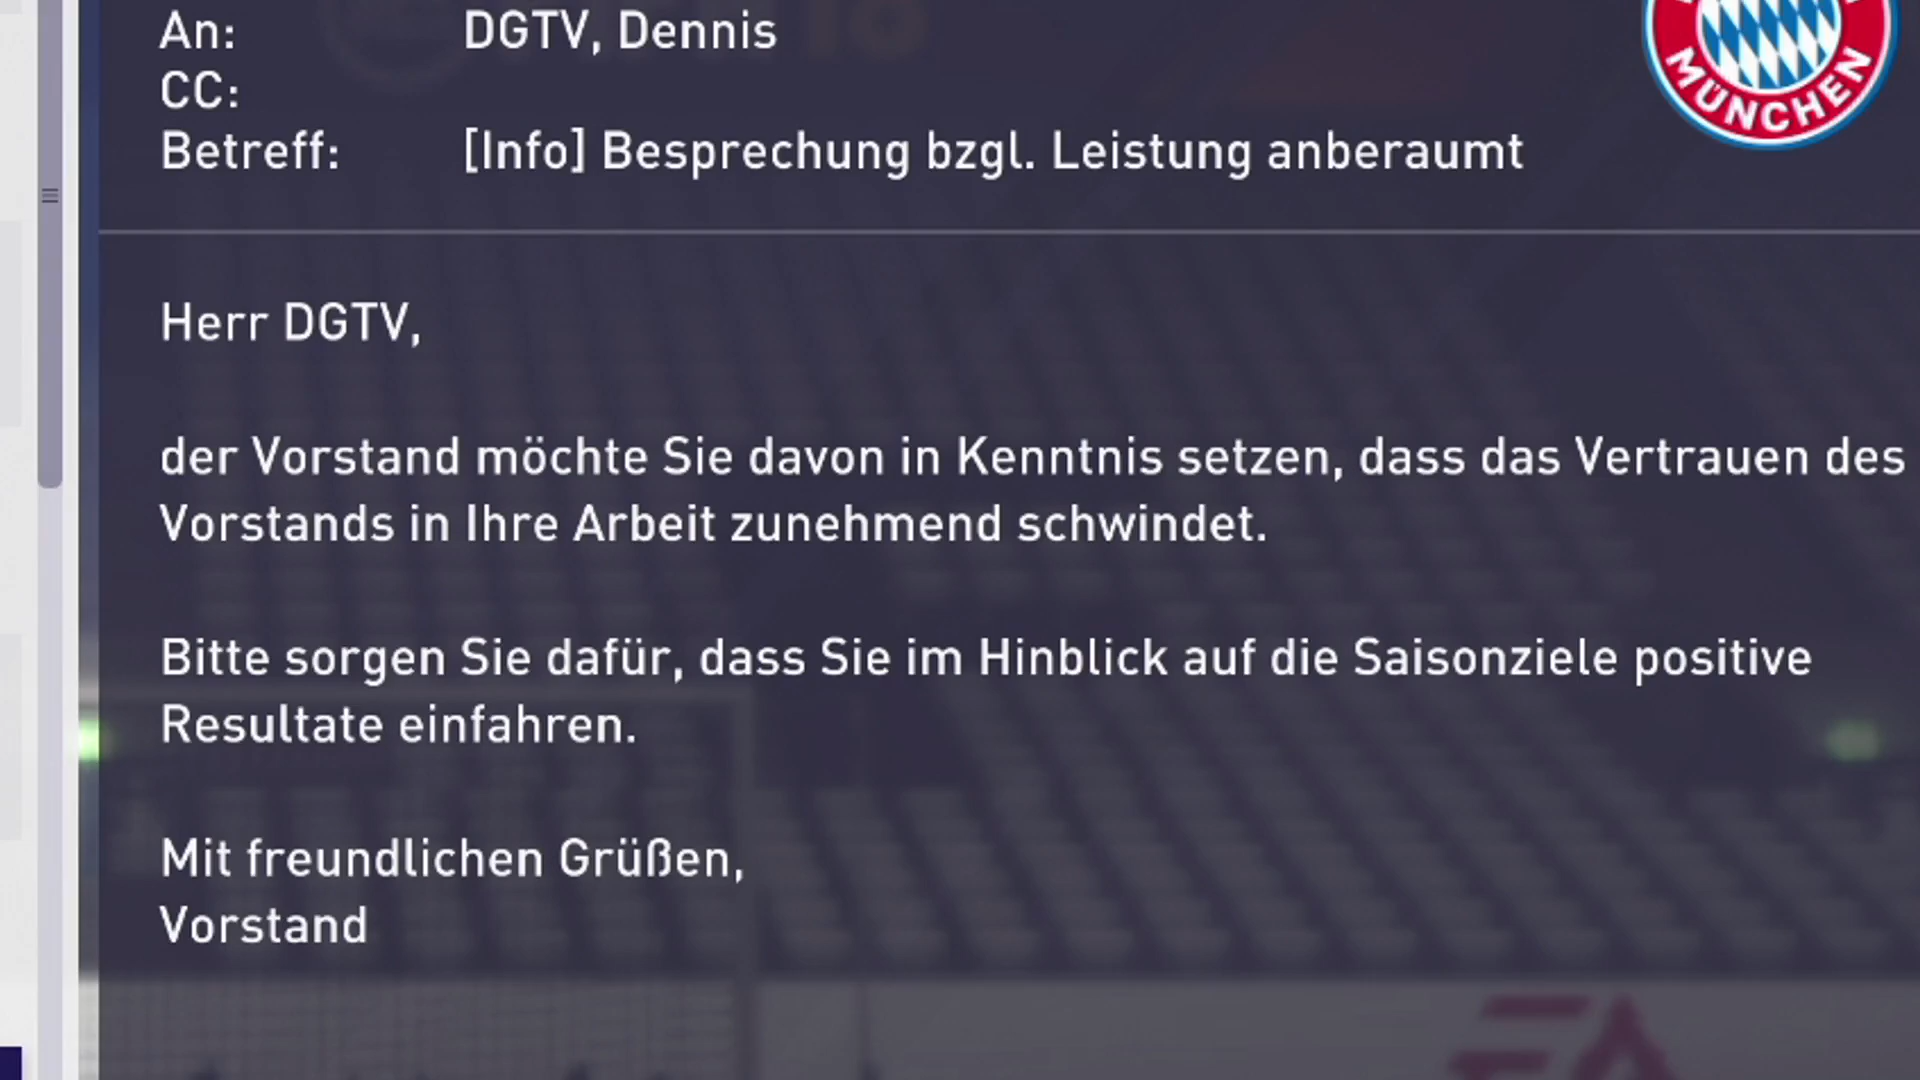 An: DGTV, Dennis
CC:
Betreff: [Info] Besprechung bzgl. Leistung anberaumt
MÜNCHEN
Herr DGTV,
der Vorstand möchte Sie davon in Kenntnis setzen, dass das Vertrauen des
Vorstands in Ihre Arbeit zunehmend schwindet.
Bitte sorgen Sie dafür, dass Sie im Hinblick auf die Saisonziele positive
Resultate einfahren.
Mit freundlichen Grüßen,
Vorstand
EA